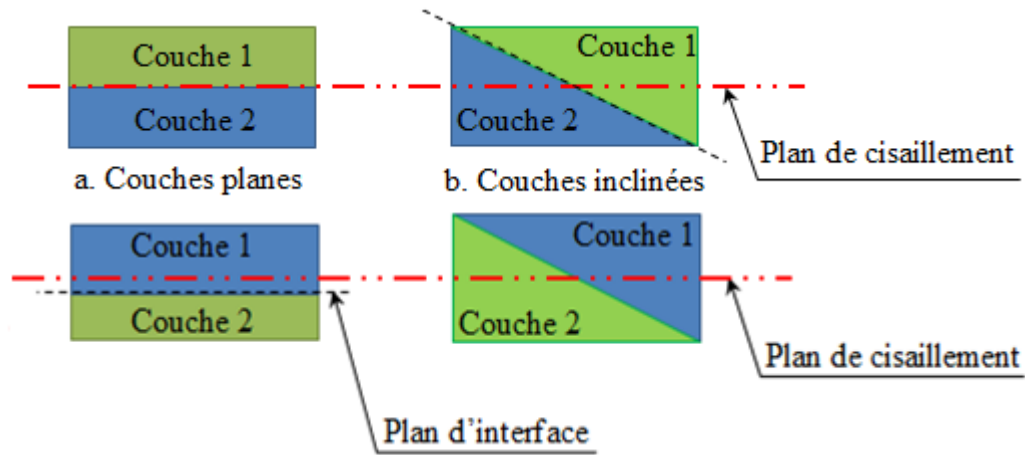 Couche 1
Couche 1
Couche 2
Couche 2
Plan de cisaillement
a. Couches planes
b. Couches inclinées
Couche 1
Couche 1
Couche 2
Couche 2
Plan de cisaillement
Plan d’interface